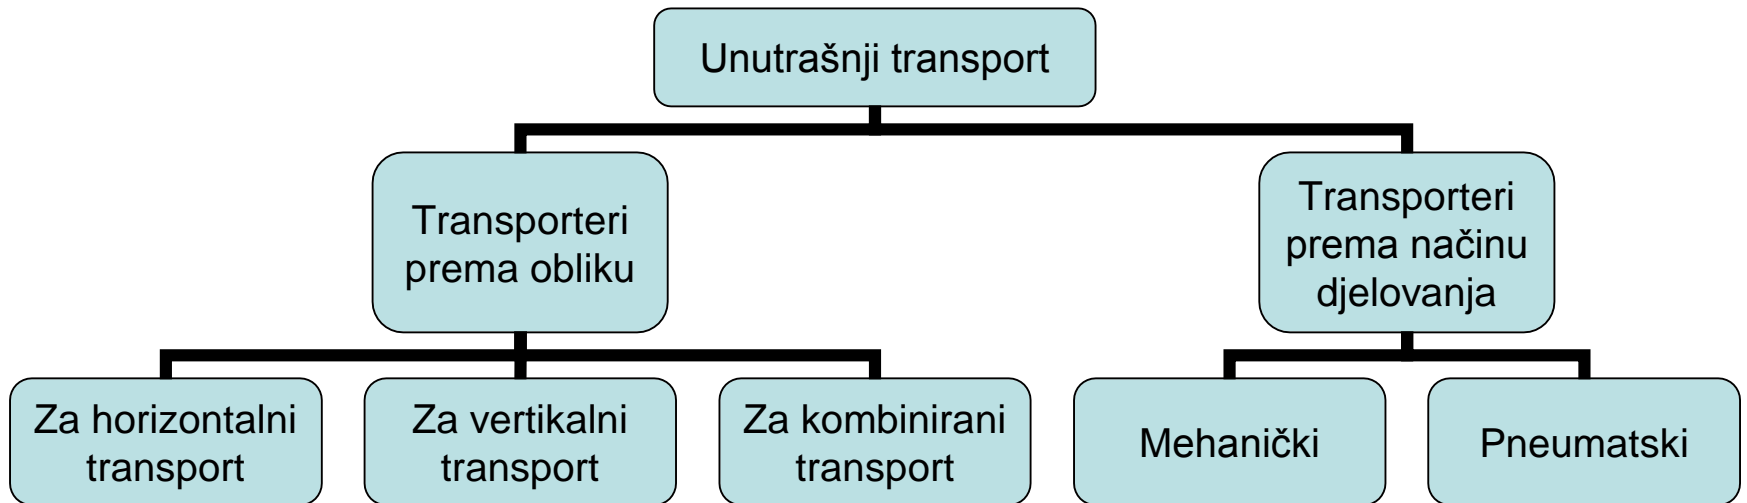 Unutrašnji transport
Transporteri
prema obliku
Transporteri
prema načinu
djelovanja
Za horizontalni
transport
Za vertikalni
transport
Za kombinirani
transport
Mehanički
Pneumatski